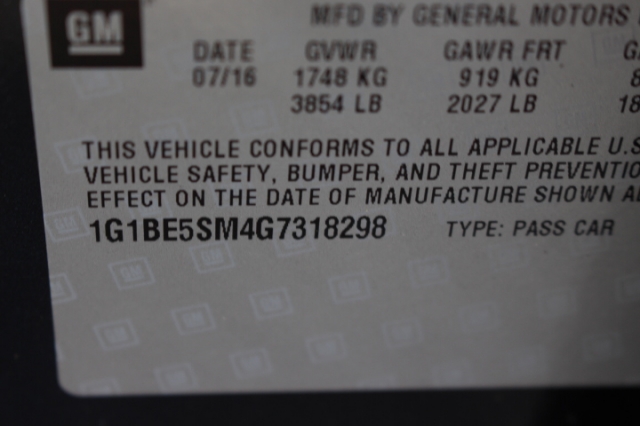 GM
MFD BY GENERAL MOTORS
DATE GVWR GAWR FRT
07/16 1748 KG 919 KG
3854 LB 2027 LB 18
THIS VEHICLE CONFORMS TO ALL APPLICABLE U.S
VEHICLE SAFETY, BUMPER, AND THEFT PREVENTIO
EFFECT ON THE DATE OF MANUFACTURE SHOWN A
1G1BE5SM4G7318298 TYPE: PASS CAR